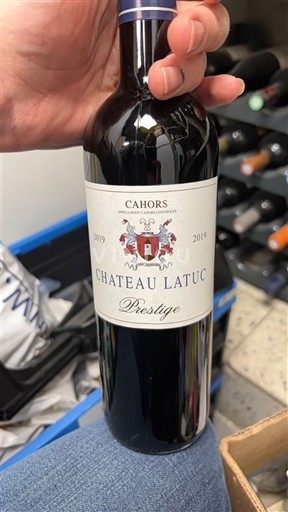 CAHORS
APPELLATION CAHORS CONTRÔLÉE
2019 2019
CHATEAU LATUC
Prestige